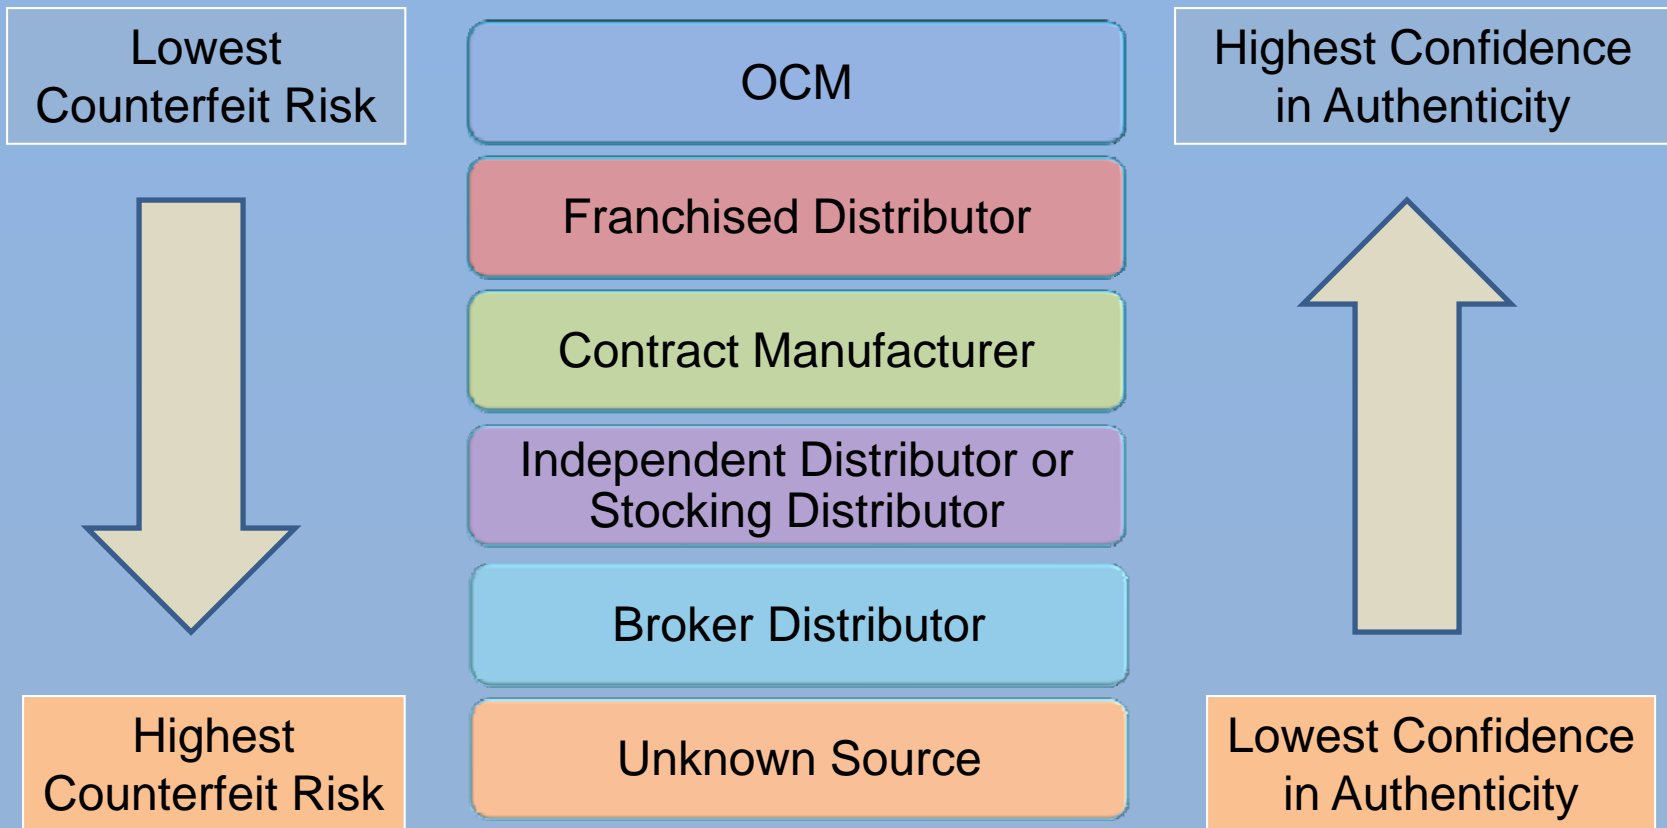 Lowest
Counterfeit Risk
OCM
Highest Confidence
in Authenticity
Franchised Distributor
Contract Manufacturer
Independent Distributor or
Stocking Distributor
Broker Distributor
Highest
Counterfeit Risk
Unknown Source
Lowest Confidence
in Authenticity